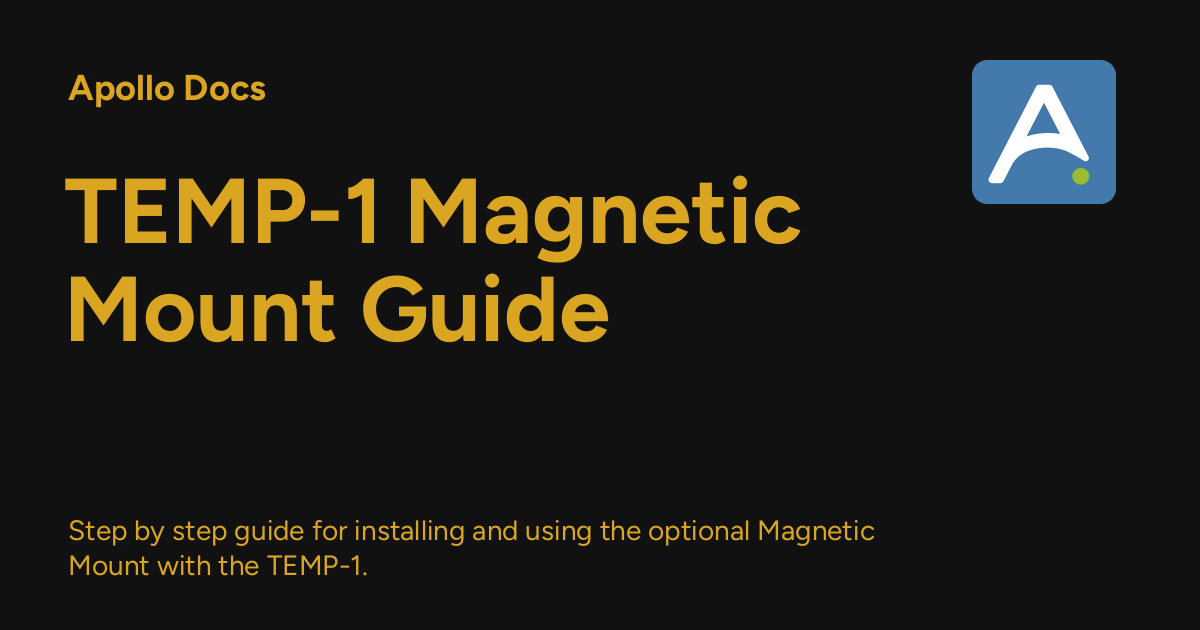 Apollo Docs
TEMP-1 Magnetic
Mount Guide
Step by step guide for installing and using the optional Magnetic
Mount with the TEMP-1.